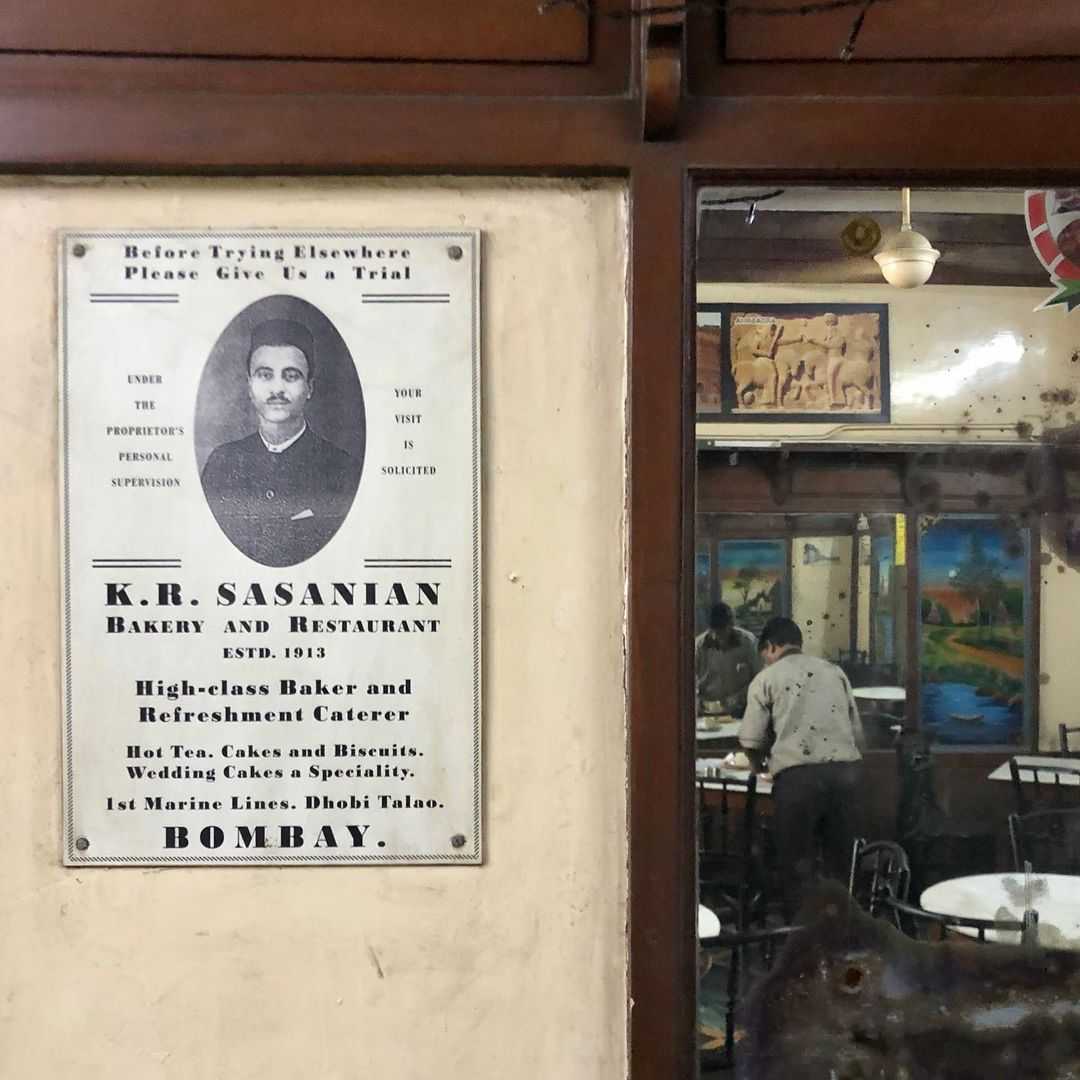 Before Trying Elsewhere
Please Give Us a Trial
UNDER
THE
PROPRIETOR'S
PERSONAL
SUPERVISION
YOUR
VISIT
IS
SOLICITED
K.R. SASANIAN
BAKERY AND RESTAURANT
ESTD. 1913
High-class Baker and
Refreshment Caterer
Hot Tea. Cakes and Biscuits.
Wedding Cakes a Speciality.
1st Marine Lines. Dhobi Talao.
BOMBAY.